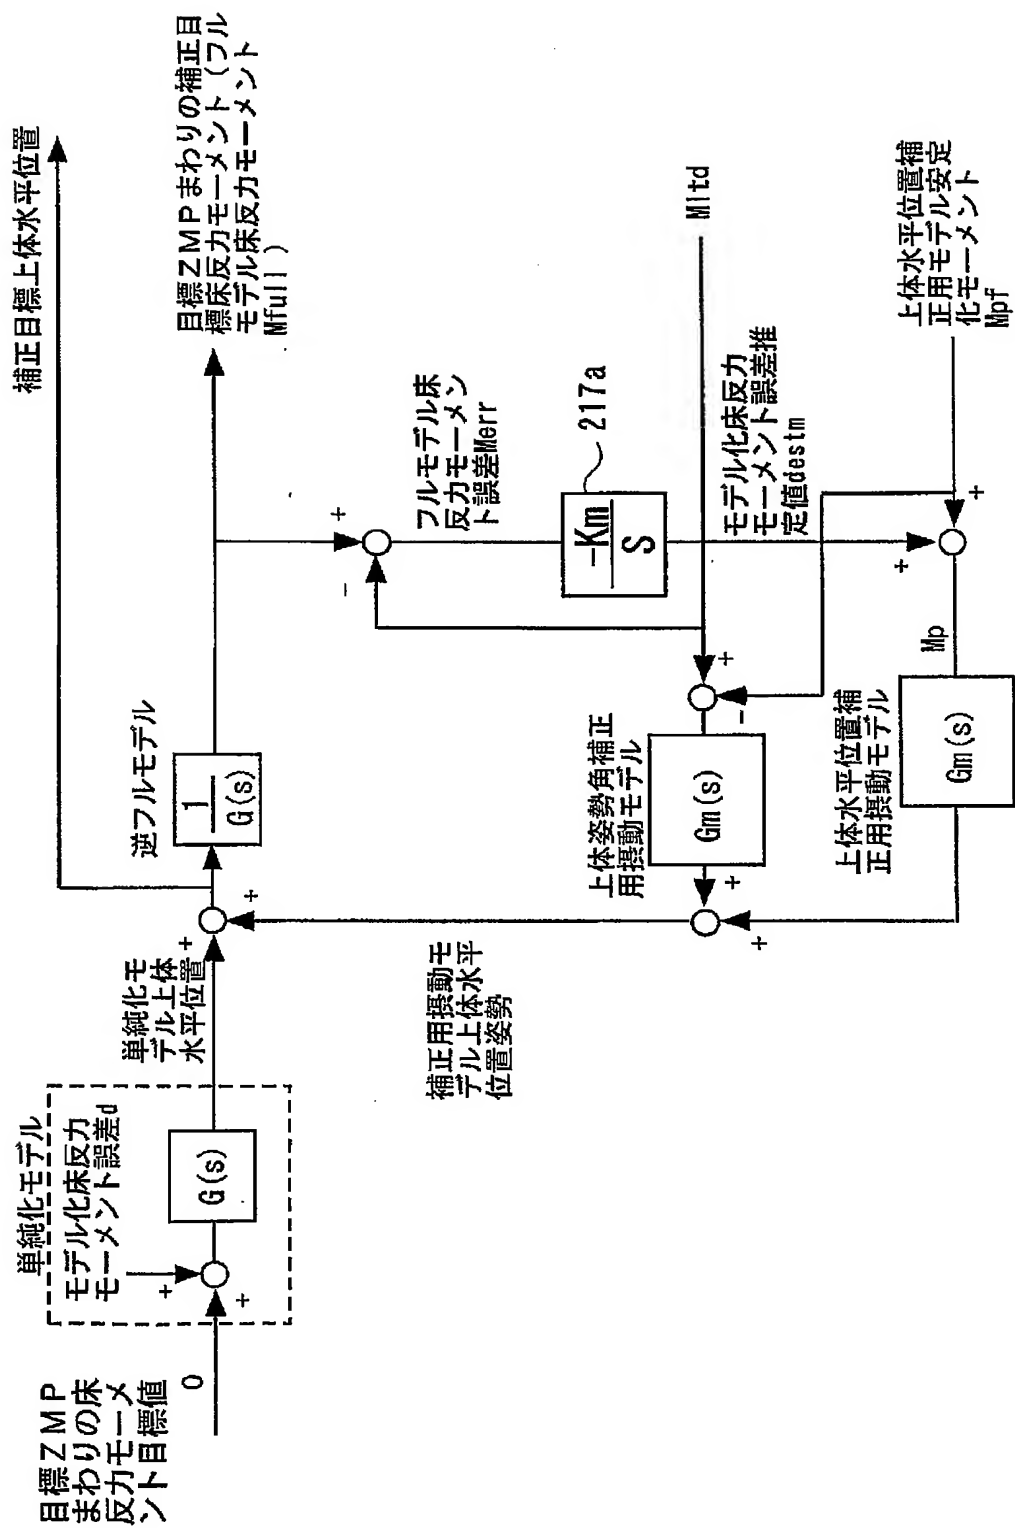 目標ＺＭＰ
まわりの床
反力モーメ
ント目標値
0
単純化モデル
モデル化床反力
モーメント誤差d
+
+
G(s)
単純化モ
デル上体
水平位置
+
+
補正目標上体水平位置
逆フルモデル
1
G(s)
目標ＺＭＰまわりの補正目
標床反力モーメント（フル
モデル床反力モーメント
Mfull）
+
-
フルモデル床
反力モーメン
ト誤差Merr
217a
-Km
S
Mltd
モデル化床反力
モーメント誤差推
定値destm
上体水平位置補
正用モデル安定
化モーメント
Mpf
+
+
Mp
上体水平位置補
正用摂動モデル
Gm(s)
+
-
上体姿勢角補正
用摂動モデル
Gm(s)
+
+
補正用摂動モ
デル上体水平
位置姿勢